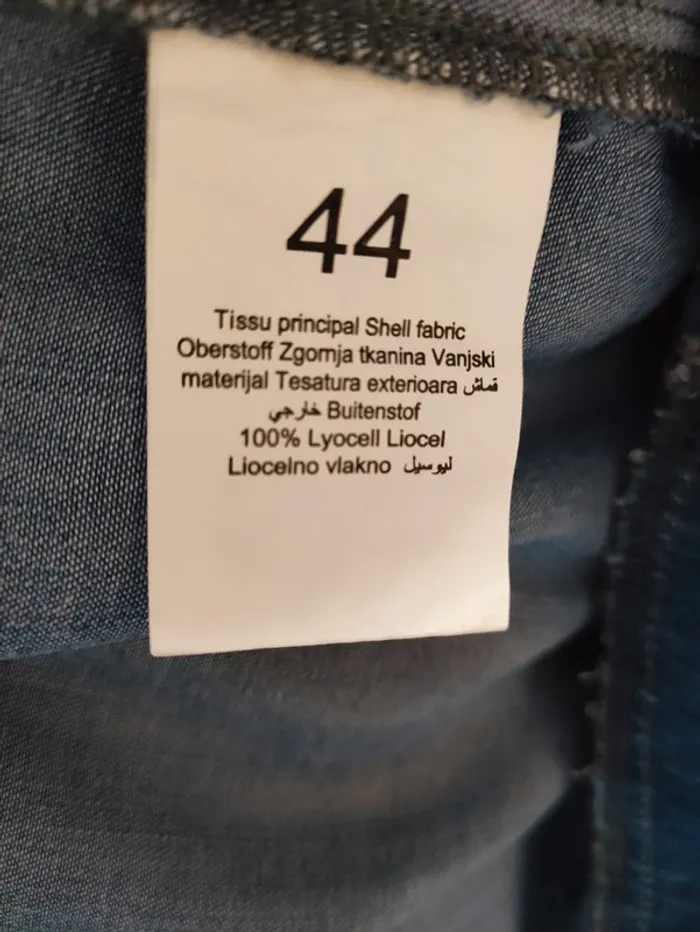 44
Tissu principal Shell fabric
Oberstoff Zgornja tkanina Vanjski
materijal Tesatura exterioara قماش
خارجي Buitenstof
100% Lyocell Liocel
Liocelno vlakno ليوسيل